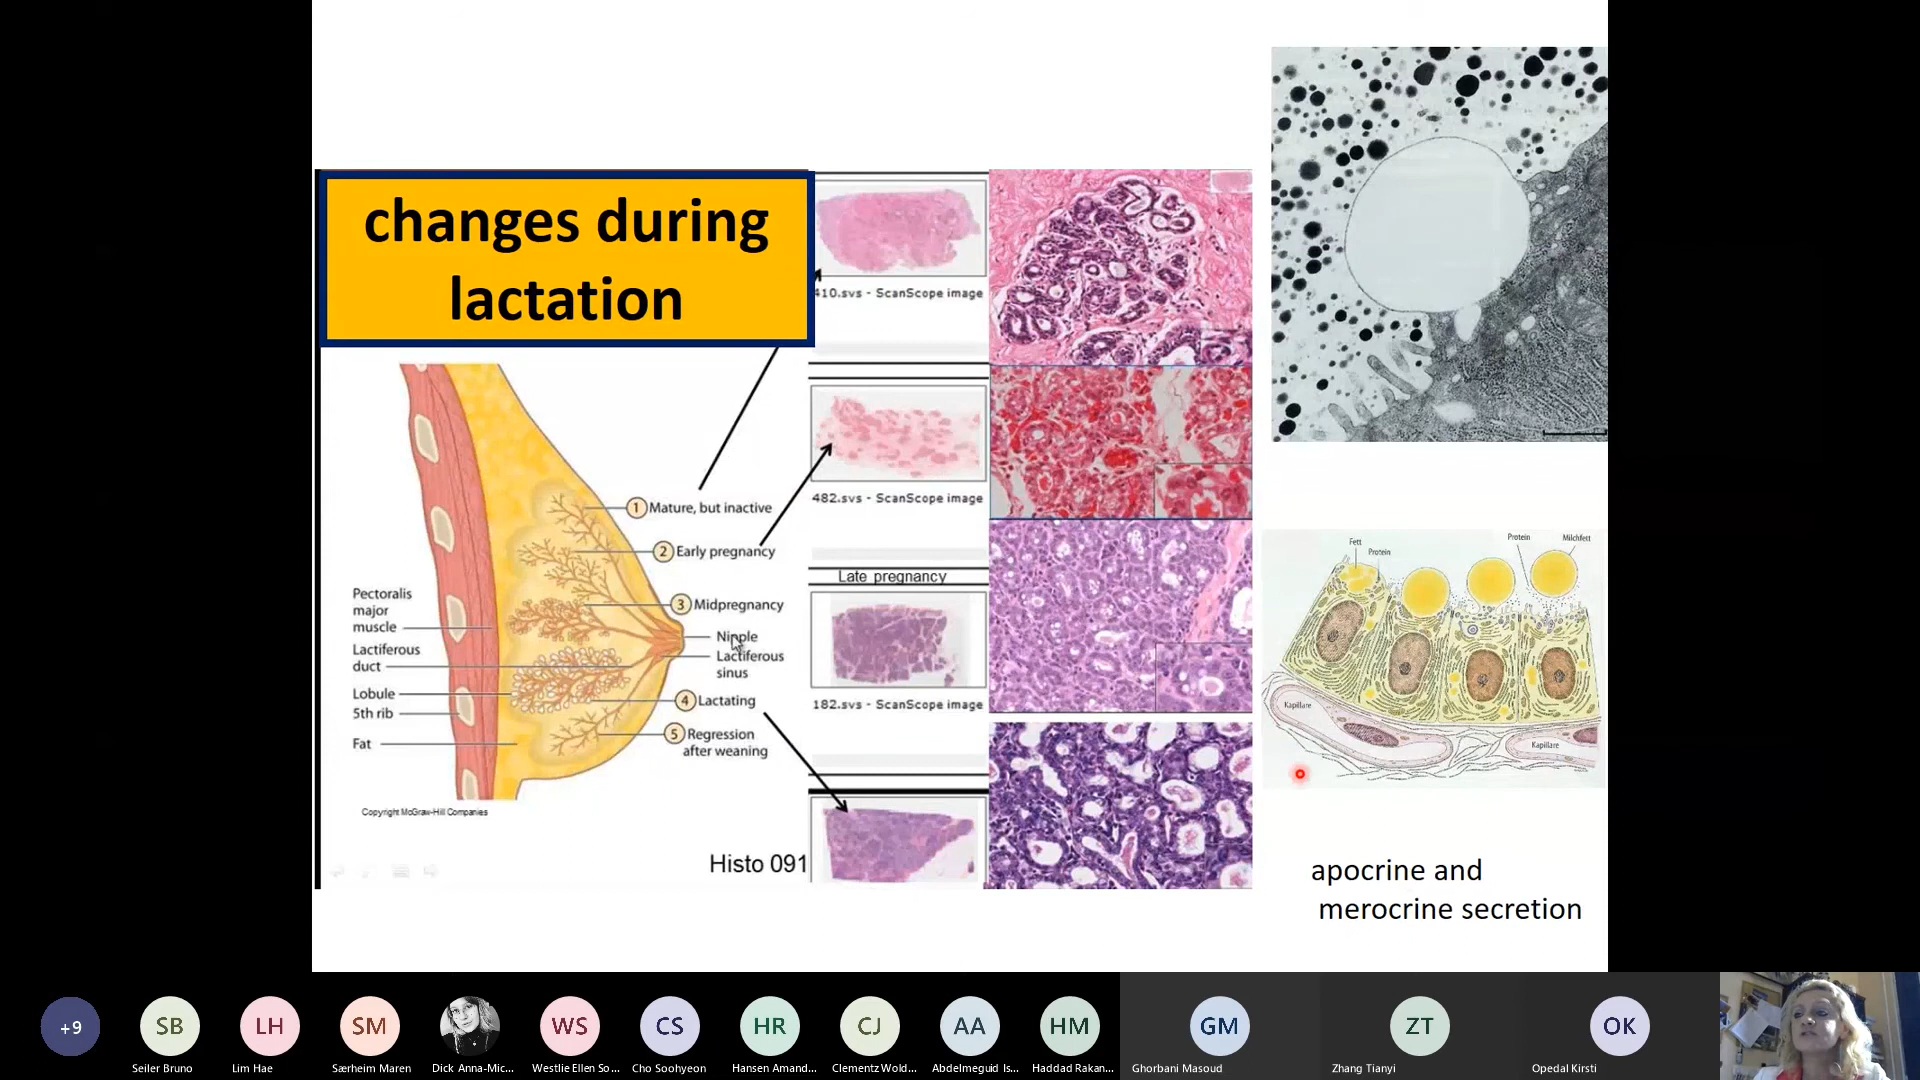 changes during
lactation
410.svs - ScanScope image
482.svs - ScanScope image
Late pregnancy
182.svs - ScanScope image
1 Mature, but inactive
2 Early pregnancy
3 Midpregnancy
Nipple
Lactiferous
sinus
4 Lactating
5 Regression
after weaning
Pectoralis
major
muscle
Lactiferous
duct
Lobule
5th rib
Fat
Copyright McGraw-Hill Companies
Histo 091
Fett
Protein
Protein
Milchfett
Kapillare
Kapillare
apocrine and
merocrine secretion
+9
SB
LH
SM
WS
CS
HR
CJ
AA
HM
GM
ZT
OK
Seiler Bruno
Lim Hae
Særheim Maren
Dick Anna-Mic...
Westlie Ellen So...
Cho Soohyeon
Hansen Amand...
Clementz Wold...
Abdelmeguid Is...
Haddad Rakan...
Ghorbani Masoud
Zhang Tianyi
Opedal Kirsti